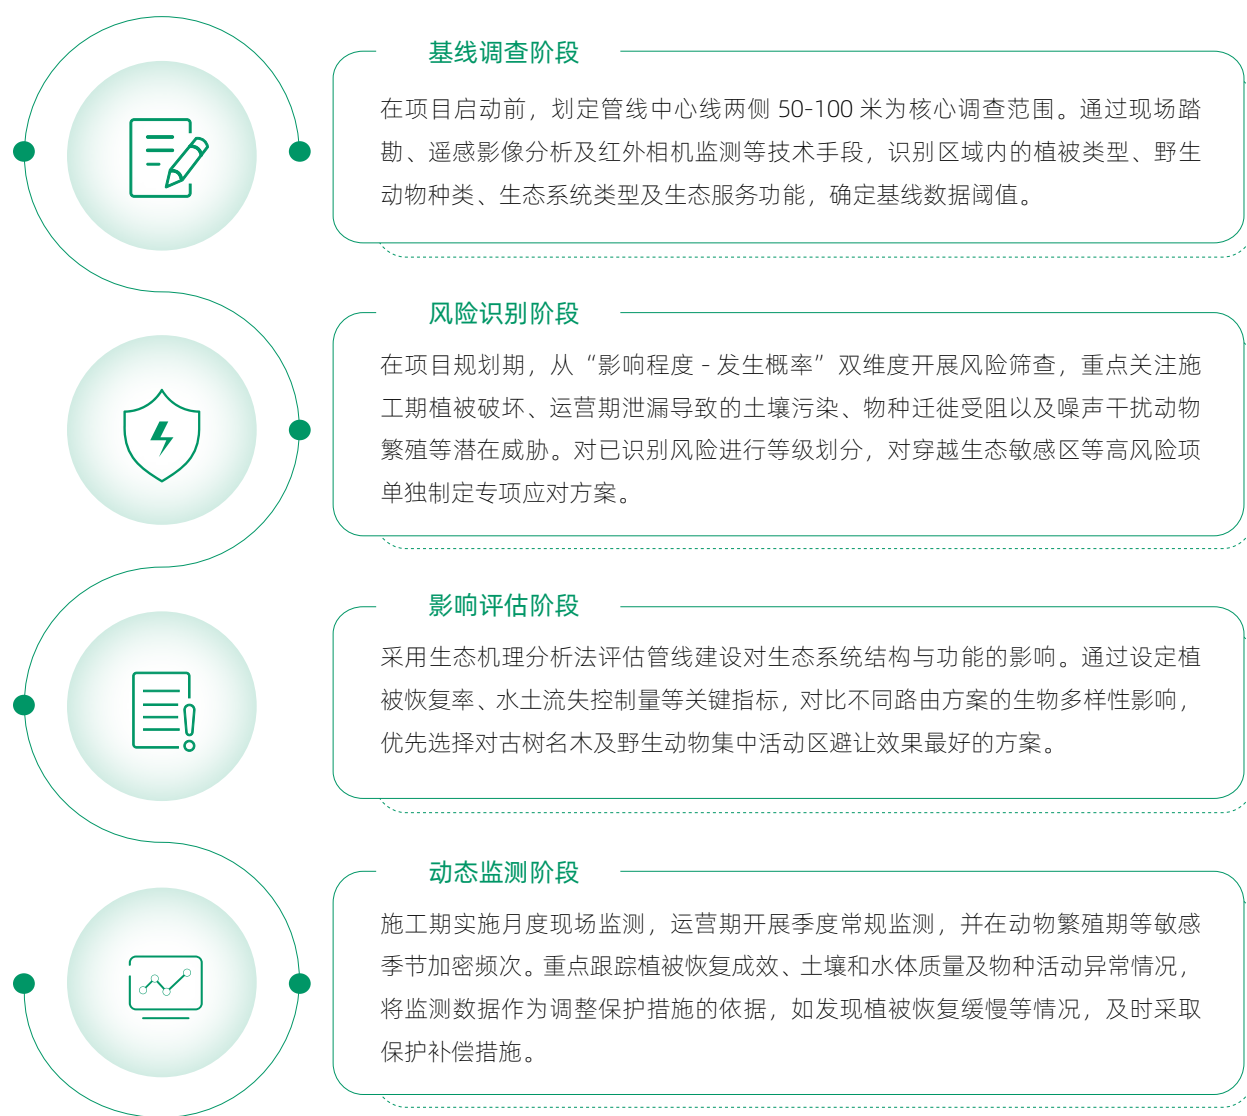 基线调查阶段
在项目启动前，划定管线中心线两侧 50-100 米为核心调查范围。通过现场踏
勘、遥感影像分析及红外相机监测等技术手段，识别区域内的植被类型、野生
动物种类、生态系统类型及生态服务功能，确定基线数据阈值。
风险识别阶段
在项目规划期，从“影响程度 - 发生概率”双维度开展风险筛查，重点关注施
工期植被破坏、运营期泄漏导致的土壤污染、物种迁徙受阻以及噪声干扰动物
繁殖等潜在威胁。对已识别风险进行等级划分，对穿越生态敏感区等高风险项
单独制定专项应对方案。
影响评估阶段
采用生态机理分析法评估管线建设对生态系统结构与功能的影响。通过设定植
被恢复率、水土流失控制量等关键指标，对比不同路由方案的生物多样性影响，
优先选择对古树名木及野生动物集中活动区避让效果最好的方案。
动态监测阶段
施工期实施月度现场监测，运营期开展季度常规监测，并在动物繁殖期等敏感
季节加密频次。重点跟踪植被恢复成效、土壤和水体质量及物种活动异常情况，
将监测数据作为调整保护措施的依据，如发现植被恢复缓慢等情况，及时采取
保护补偿措施。